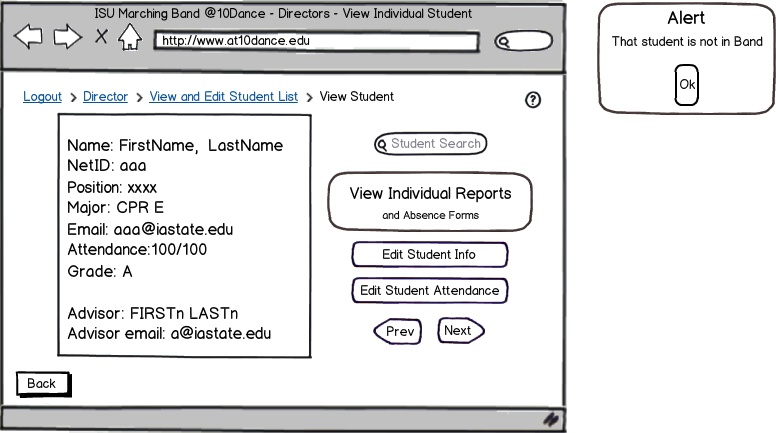 ISU Marching Band @10Dance - Directors - View Individual Student
http://www.at10dance.edu
Logout > Director > View and Edit Student List > View Student
Name: FirstName, LastName
NetID: aaa
Position: xxxx
Major: CPR E
Email: aaa@iastate.edu
Attendance:100/100
Grade: A
Advisor: FIRSTn LASTn
Advisor email: a@iastate.edu
Student Search
View Individual Reports
and Absence Forms
Edit Student Info
Edit Student Attendance
Prev Next
Back
Alert
That student is not in Band
Ok